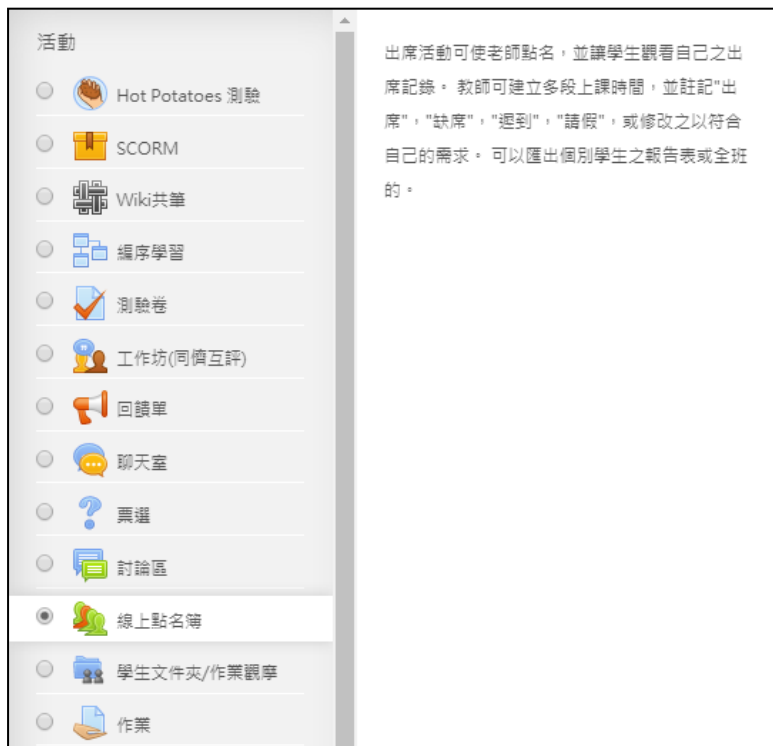 活動
Hot Potatoes 測驗
SCORM
Wiki共筆
編序學習
測驗卷
工作坊(同儕互評)
回饋單
聊天室
票選
討論區
線上點名簿
學生文件夾/作業觀摩
作業
出席活動可使老師點名，並讓學生觀看自己之出
席記錄。 教師可建立多段上課時間，並註記"出
席"，"缺席"，"遲到"，"請假"，或修改之以符合
自己的需求。 可以匯出個別學生之報告表或全班
的。